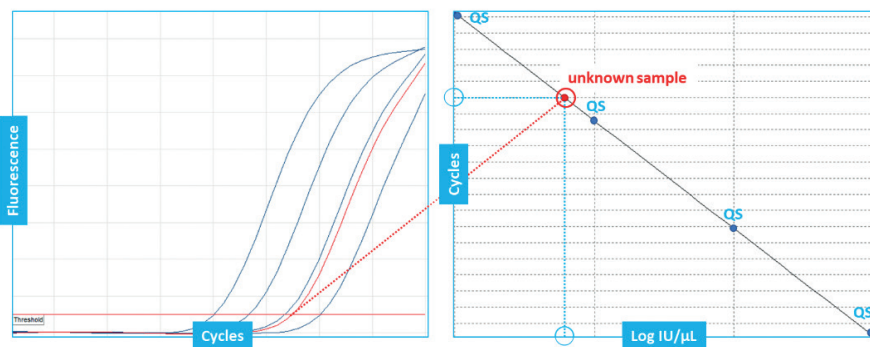 Fluorescence
Threshold
Cycles
QS
unknown sample
QS
Cycles
QS
QS
Log IU/µL